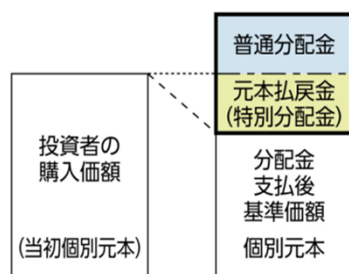 普通分配金
元本払戻金
(特別分配金)
投資者の
購入価額
(当初個別元本)
分配金
支払後
基準価額
個別元本